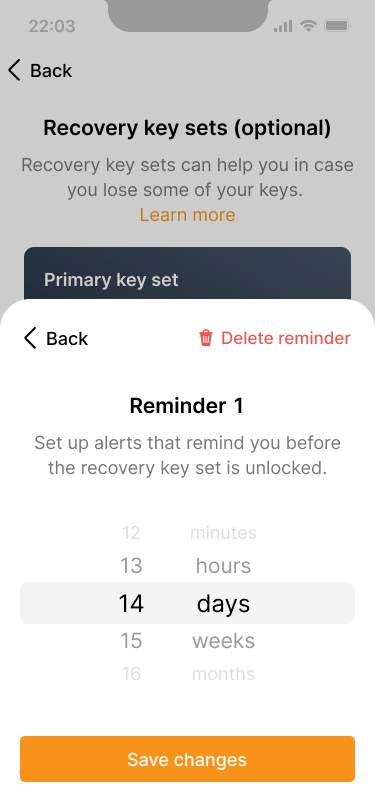 22:03
Back
Recovery key sets (optional)
Recovery key sets can help you in case
you lose some of your keys.
Learn more
Primary key set
Back
Delete reminder
Reminder 1
Set up alerts that remind you before
the recovery key set is unlocked.
12 minutes
13 hours
14 days
15 weeks
16 months
Save changes